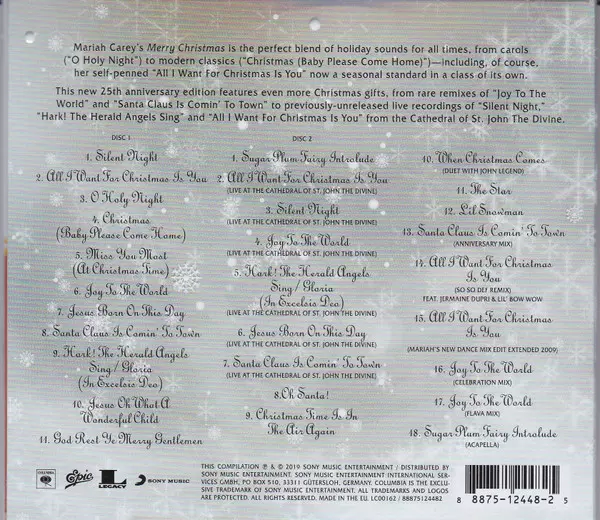 Mariah Carey's Merry Christmas is the perfect blend of holiday sounds for all times, from carols
("O Holy Night") to modern classics ("Christmas (Baby Please Come Home)")—including, of course,
her self-penned "All I Want For Christmas Is You" now a seasonal standard in a class of its own.
This new 25th anniversary edition features even more Christmas gifts, from rare remixes of "Joy To The
World" and "Santa Claus Is Comin' To Town" to previously-unreleased live recordings of "Silent Night,"
"Hark! The Herald Angels Sing" and "All I Want For Christmas Is You" from the Cathedral of St. John The Divine.
DISC 1
1. Silent Night
2. All I Want For Christmas Is You
3. O Holy Night
4. Christmas
(Baby Please Come Home)
5. Miss You Most
(At Christmas Time)
6. Joy To The World
7. Jesus Born On This Day
8. Santa Claus Is Comin' To Town
9. Hark! The Herald Angels
Sing / Gloria
(In Excelsis Deo)
10. Jesus Oh What A
Wonderful Child
11. God Rest Ye Merry Gentlemen
DISC 2
1. Sugar Plum Fairy Introlude
2. All I Want For Christmas Is You
(LIVE AT THE CATHEDRAL OF ST. JOHN THE DIVINE)
3. Silent Night
(LIVE AT THE CATHEDRAL OF ST. JOHN THE DIVINE)
4. Joy To The World
(LIVE AT THE CATHEDRAL OF ST. JOHN THE DIVINE)
5. Hark! The Herald Angels
Sing / Gloria
(In Excelsis Deo)
(LIVE AT THE CATHEDRAL OF ST. JOHN THE DIVINE)
6. Jesus Born On This Day
(LIVE AT THE CATHEDRAL OF ST. JOHN THE DIVINE)
7. Santa Claus Is Comin' To Town
(LIVE AT THE CATHEDRAL OF ST. JOHN THE DIVINE)
8. Oh Santa!
9. Christmas Time Is In
The Air Again
10. When Christmas Comes
(DUET WITH JOHN LEGEND)
11. The Star
12. Lil Snowman
13. Santa Claus Is Comin' To Town
(ANNIVERSARY MIX)
14. All I Want For Christmas
Is You
(SO SO DEF REMIX)
FEAT. JERMAINE DUPRI & LIL' BOW WOW
15. All I Want For Christmas
Is You
(MARIAH'S NEW DANCE MIX EDIT EXTENDED 2009)
16. Joy To The World
(CELEBRATION MIX)
17. Joy To The World
(FLAVA MIX)
18. Sugar Plum Fairy Introlude
(ACAPELLA)
COLUMBIA
Epic
L
LEGACY
SONY MUSIC
THIS COMPILATION ℗ & © 2019 SONY MUSIC ENTERTAINMENT / DISTRIBUTED BY
SONY MUSIC ENTERTAINMENT. SONY MUSIC ENTERTAINMENT INTERNATIONAL SER-
VICES GMBH, PO BOX 510, 33311 GÜTERSLOH, GERMANY. COLUMBIA IS THE EXCLU-
SIVE TRADEMARK OF SONY MUSIC ENTERTAINMENT. ALL TRADEMARKS AND LOGOS
ARE PROTECTED. ALL RIGHTS RESERVED. MADE IN THE EU. LC00162 / 88875124482
8 8875-12448-2 5